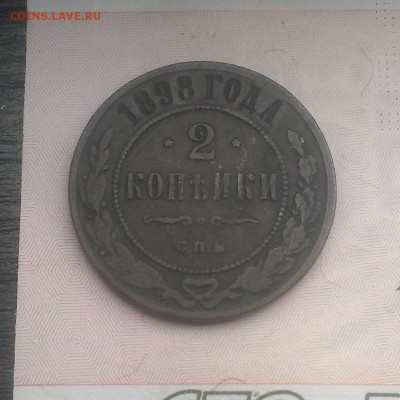 COINS.LAVE.RU
1898 ГОДА
2
КОПѢЙКИ
С.П.Б.